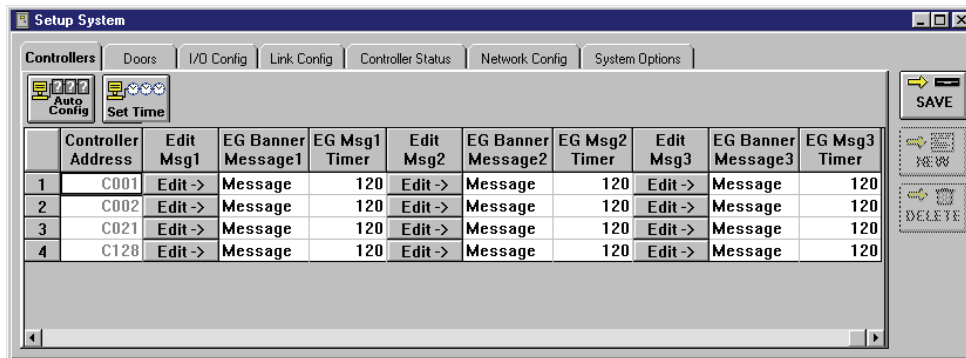 Setup System
Controllers Doors I/O Config Link Config Controller Status Network Config System Options
???
Auto Config
Set Time
SAVE
NEW
DELETE
Controller Address Edit Msg1 EG Banner Message1 EG Msg1 Timer Edit Msg2 EG Banner Message2 EG Msg2 Timer Edit Msg3 EG Banner Message3 EG Msg3 Timer
1 C001 Edit -> Message 120 Edit -> Message 120 Edit -> Message 120
2 C002 Edit -> Message 120 Edit -> Message 120 Edit -> Message 120
3 C021 Edit -> Message 120 Edit -> Message 120 Edit -> Message 120
4 C128 Edit -> Message 120 Edit -> Message 120 Edit -> Message 120